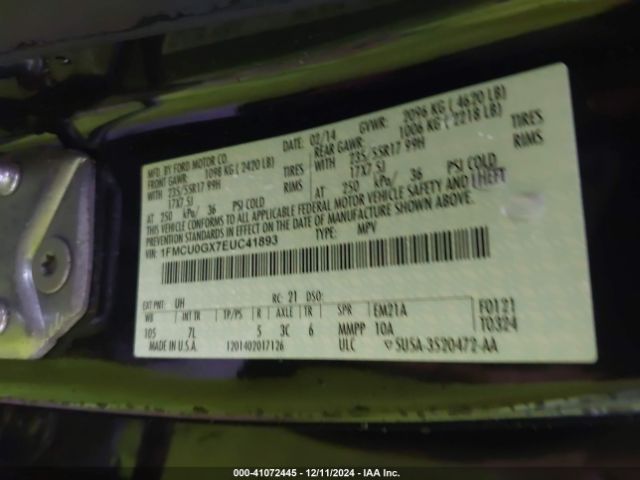 MFD. BY FORD MOTOR CO. DATE: 02/14 GVWR: 2096 KG ( 4620 LB)
FRONT GAWR: 1098 KG ( 2420 LB) REAR GAWR: 1006 KG ( 2218 LB)
WITH 235/55R17 99H TIRES WITH 235/55R17 99H TIRES
17X7.5J RIMS 17X7.5J RIMS
AT 250 kPa/ 36 PSI COLD AT 250 kPa/ 36 PSI COLD
THIS VEHICLE CONFORMS TO ALL APPLICABLE FEDERAL MOTOR VEHICLE SAFETY AND THEFT
PREVENTION STANDARDS IN EFFECT ON THE DATE OF MANUFACTURE SHOWN ABOVE.
VIN: 1FMCU0GX7EUC41893 TYPE: MPV
EXT PNT: UH RC: 21 DSO:
WB INT TR TP/PS R AXLE TR SPR EM21A F0121
105 7L 5 3C 6 MMPP 10A T0324
MADE IN U.S.A. 1201402017126 ULC 5U5A-3520472-AA
000-41072445 - 12/11/2024 - IAA Inc.